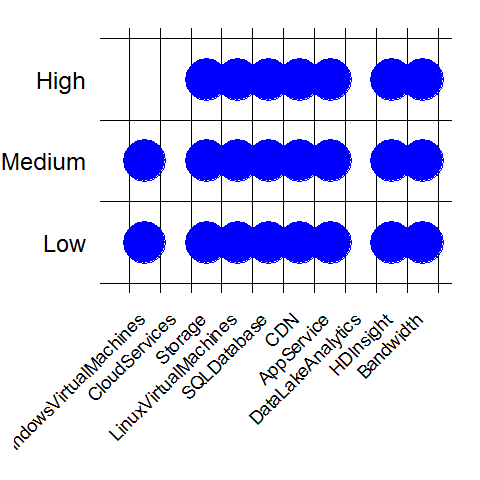 High
Medium
Low
ndowsVirtualMachines
CloudServices
Storage
LinuxVirtualMachines
SQLDatabase
CDN
AppService
DataLakeAnalytics
HDInsight
Bandwidth